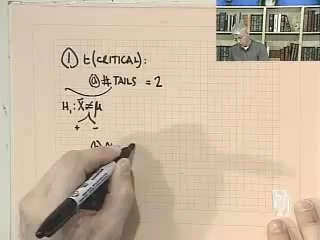 ① t(CRITICAL):
ⓐ #TAILS = 2
H₁: X̄ ≠ μ
+ -